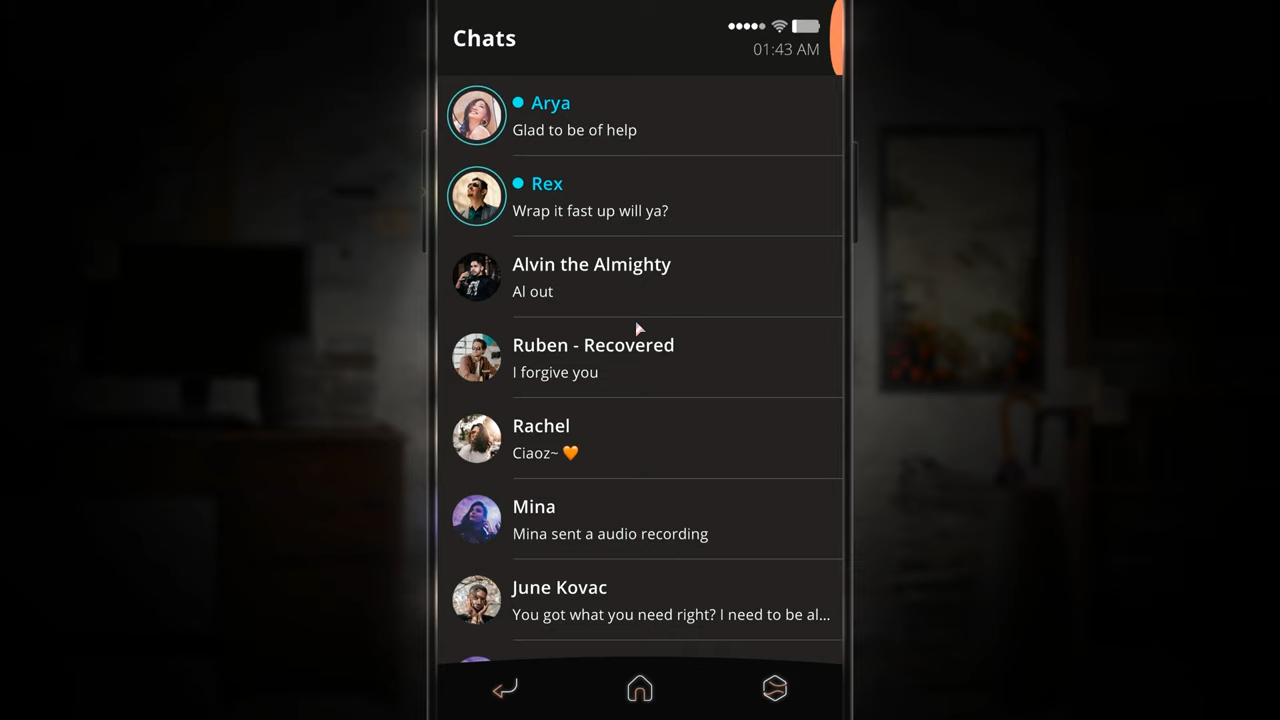 Chats
01:43 AM
Arya
Glad to be of help
Rex
Wrap it fast up will ya?
Alvin the Almighty
Al out
Ruben - Recovered
I forgive you
Rachel
Ciaoz~ 🧡
Mina
Mina sent a audio recording
June Kovac
You got what you need right? I need to be al...